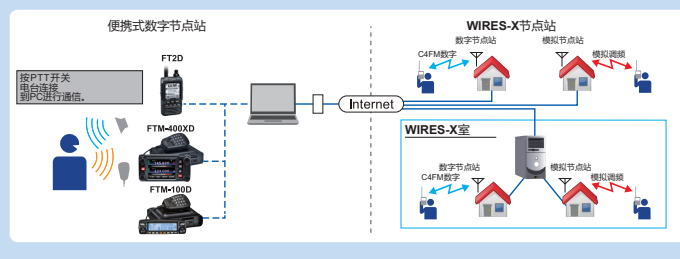 便携式数字节点站
FT2D
按PTT开关
电台连接
到PC进行通信。
FTM-400XD
FTM-100D
Internet
WIRES-X节点站
数字节点站
模拟节点站
C4FM数字
模拟调频
WIRES-X室
数字节点站
模拟节点站
C4FM数字
模拟调频